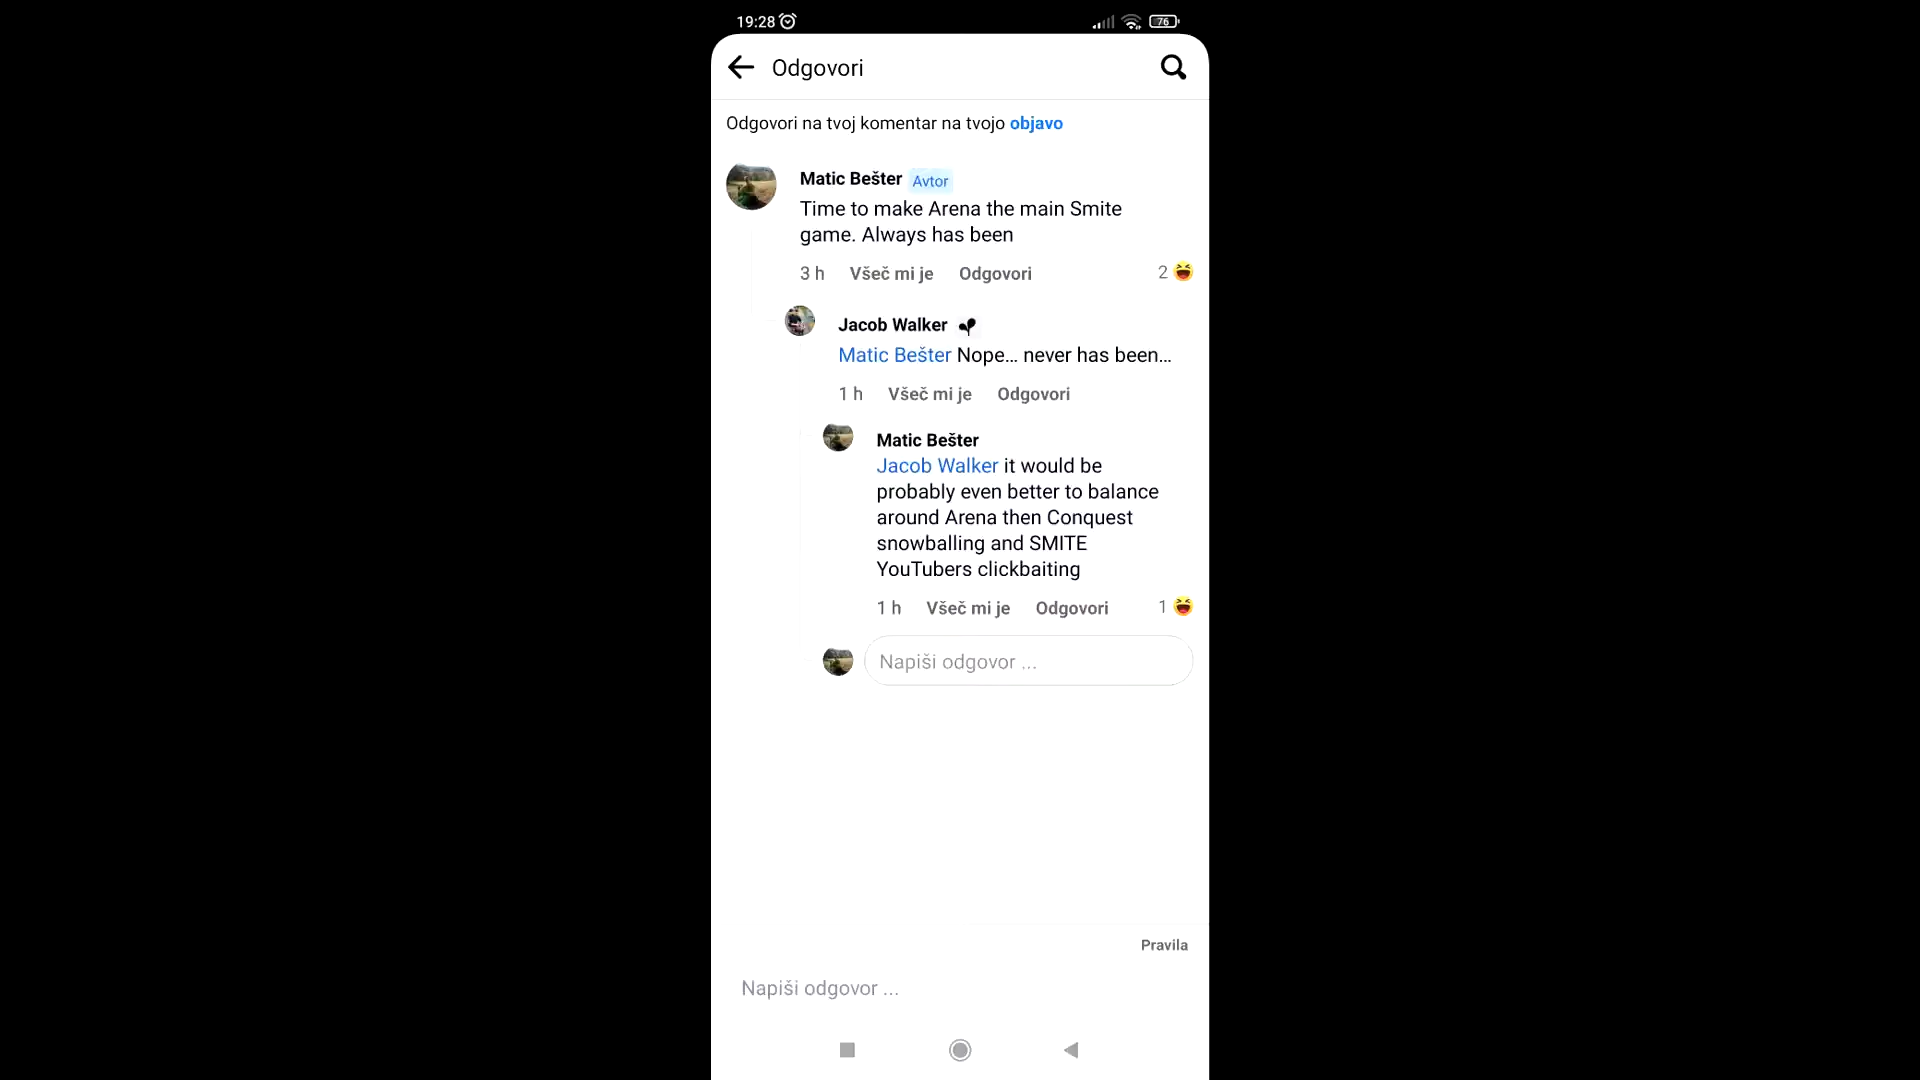 19:28
76
Odgovori
Odgovori na tvoj komentar na tvojo objavo
Matic Bešter Avtor
Time to make Arena the main Smite
game. Always has been
3 h Všeč mi je Odgovori 2
Jacob Walker
Matic Bešter Nope... never has been...
1 h Všeč mi je Odgovori
Matic Bešter
Jacob Walker it would be
probably even better to balance
around Arena then Conquest
snowballing and SMITE
YouTubers clickbaiting
1 h Všeč mi je Odgovori 1
Napiši odgovor ...
Pravila
Napiši odgovor ...